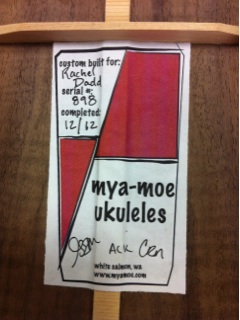 custom built for:
Rachel
Dadd
serial #:
898
completed:
12/12
mya-moe
ukuleles
ACK
white salmon, wa
www.myamoe.com